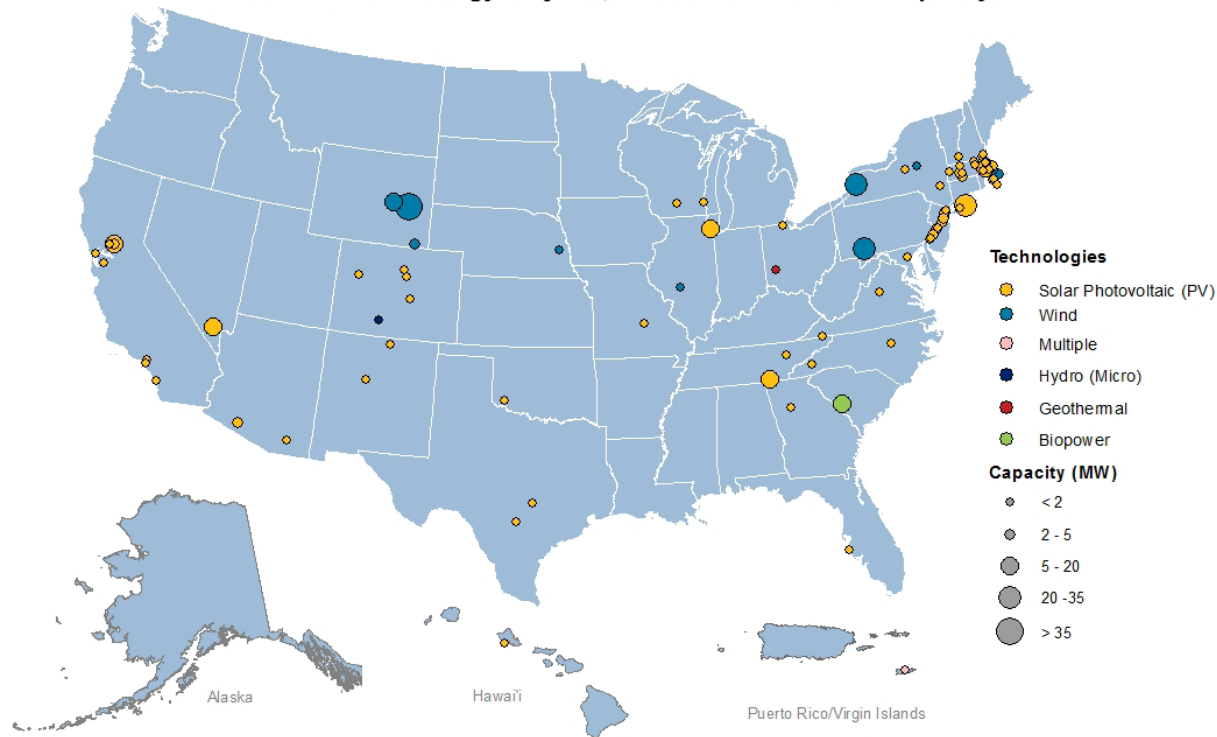 Technologies
Solar Photovoltaic (PV)
Wind
Multiple
Hydro (Micro)
Geothermal
Biopower
Capacity (MW)
< 2
2 - 5
5 - 20
20 -35
> 35
Alaska
Hawai'i
Puerto Rico/Virgin Islands